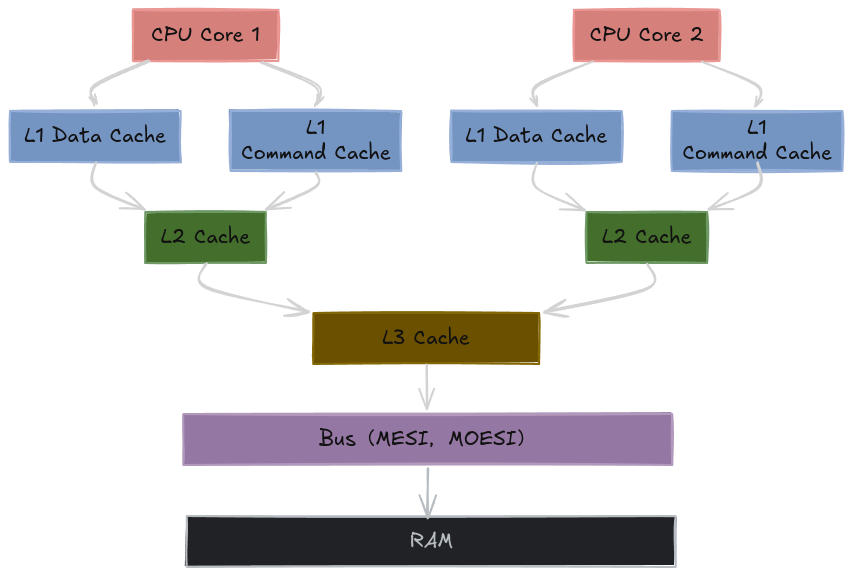 CPU Core 1
CPU Core 2
L1 Data Cache
L1
Command Cache
L1 Data Cache
L1
Command Cache
L2 Cache
L2 Cache
L3 Cache
Bus (MESI, MOESI)
RAM